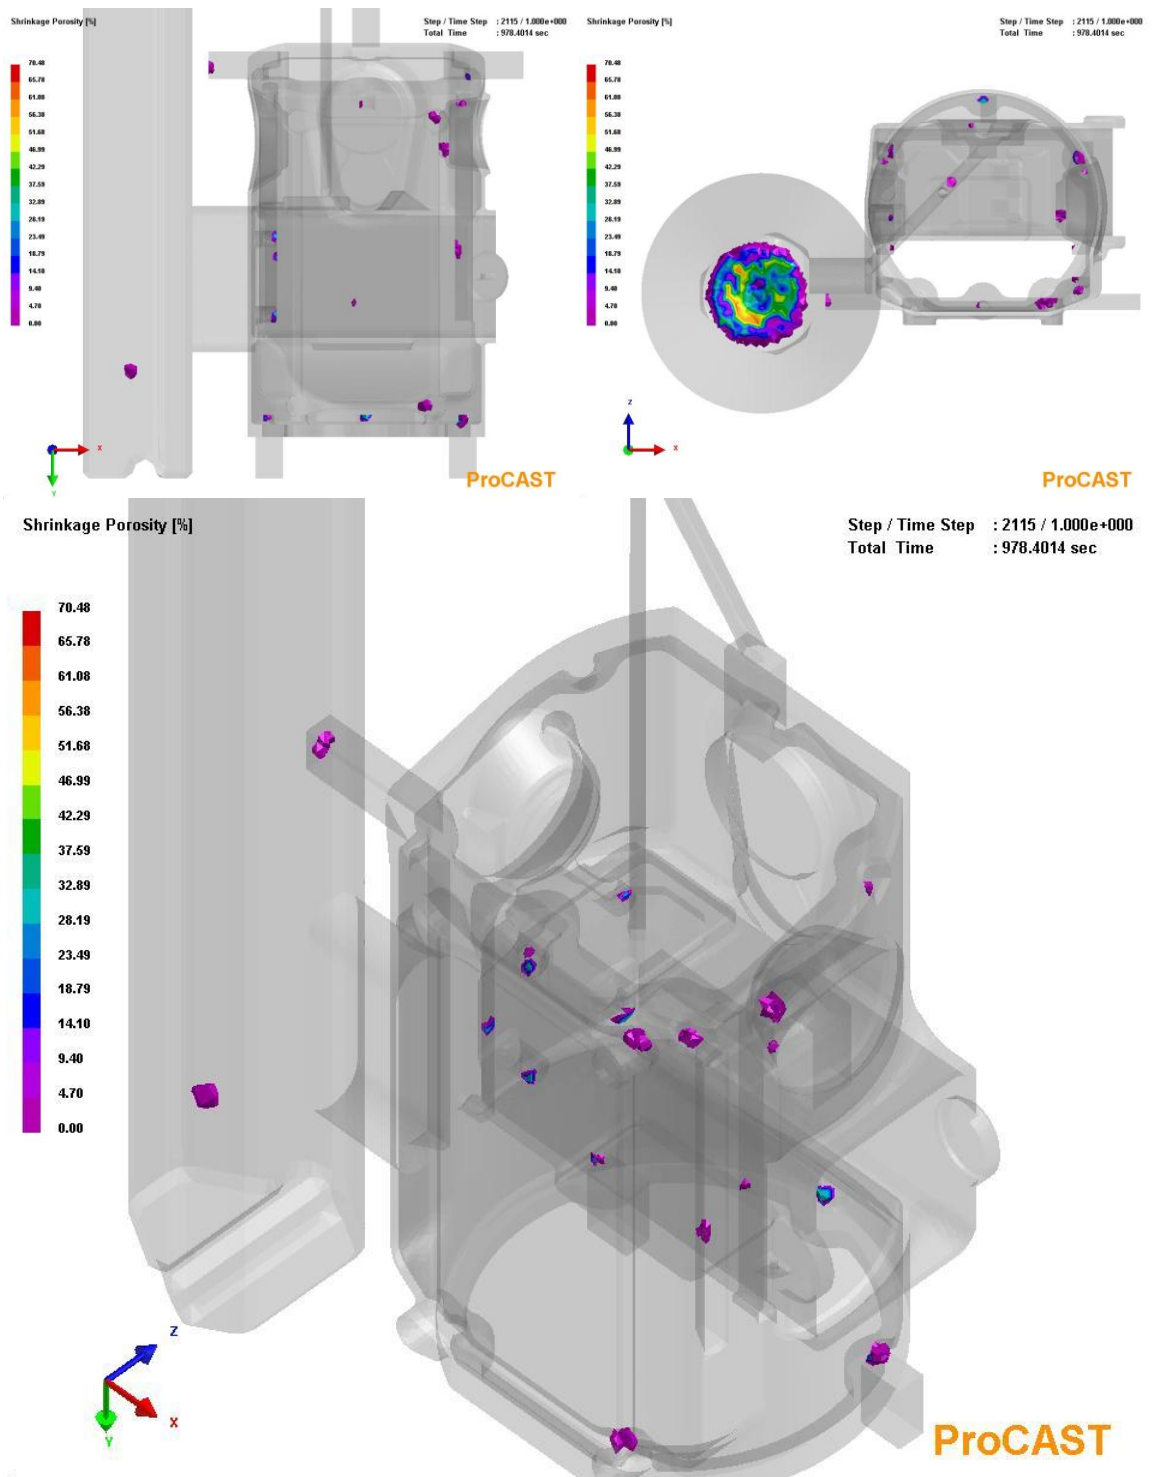 Shrinkage Porosity [%]
Step / Time Step : 2115 / 1.000e+000
Total Time : 978.4014 sec
70.48
65.78
61.08
56.38
51.68
46.99
42.29
37.59
32.89
28.19
23.49
18.79
14.10
9.40
4.70
0.00
X
Y
ProCAST
Shrinkage Porosity [%]
Step / Time Step : 2115 / 1.000e+000
Total Time : 978.4014 sec
70.48
65.78
61.08
56.38
51.68
46.99
42.29
37.59
32.89
28.19
23.49
18.79
14.10
9.40
4.70
0.00
Z
X
ProCAST
Shrinkage Porosity [%]
Step / Time Step : 2115 / 1.000e+000
Total Time : 978.4014 sec
70.48
65.78
61.08
56.38
51.68
46.99
42.29
37.59
32.89
28.19
23.49
18.79
14.10
9.40
4.70
0.00
Z
X
Y
ProCAST